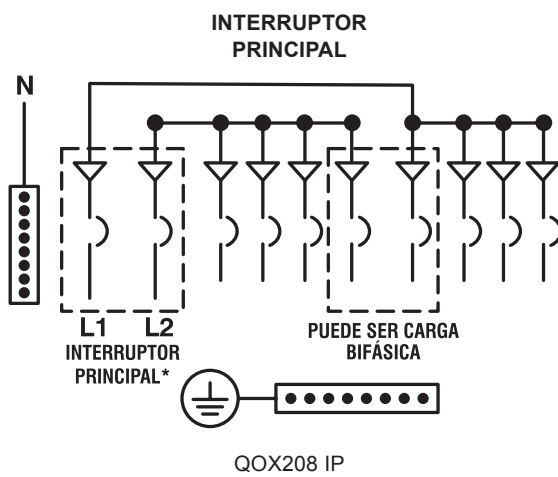 INTERRUPTOR
PRINCIPAL
N
L1 L2
INTERRUPTOR
PRINCIPAL*
PUEDE SER CARGA
BIFÁSICA
QOX208 IP